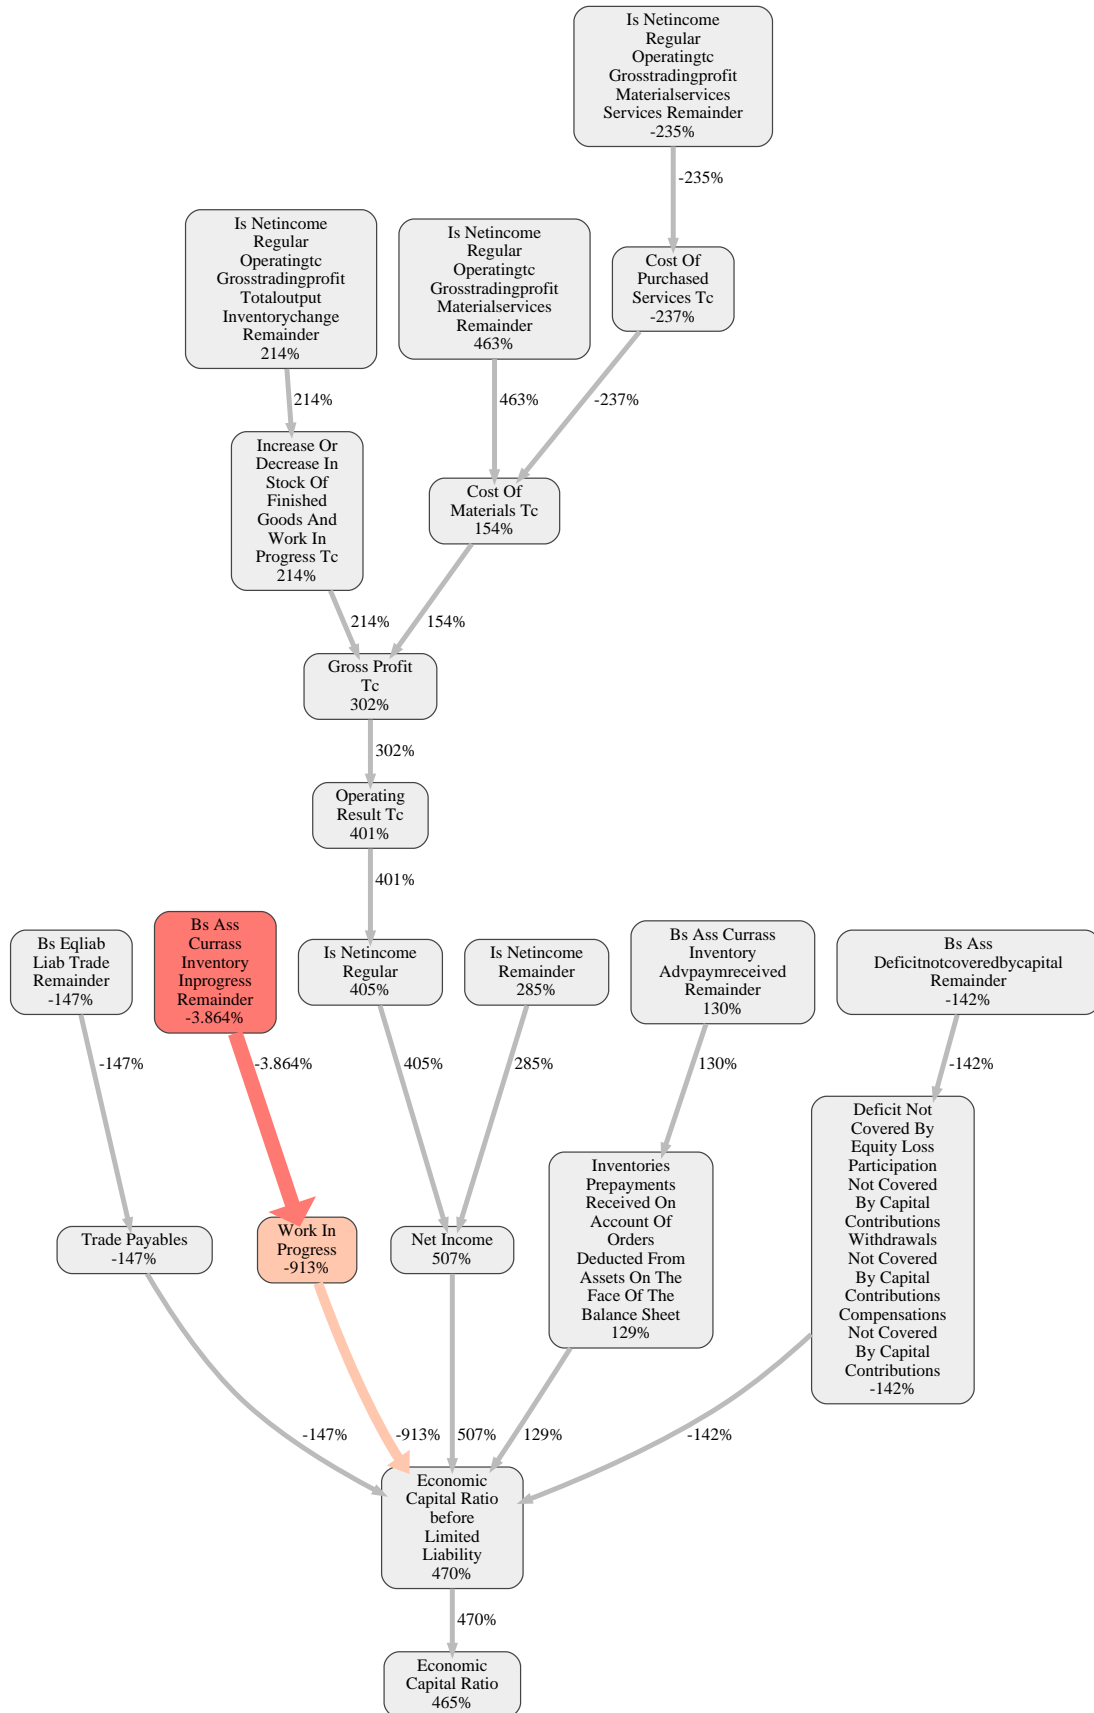 Is Netincome
Regular
Operatingtc
Grosstradingprofit
Materialservices
Services Remainder
-235%
-235%
Is Netincome
Regular
Operatingtc
Grosstradingprofit
Totaloutput
Inventorychange
Remainder
214%
Is Netincome
Regular
Operatingtc
Grosstradingprofit
Materialservices
Remainder
463%
Cost Of
Purchased
Services Tc
-237%
214%
463%
-237%
Increase Or
Decrease In
Stock Of
Finished
Goods And
Work In
Progress Tc
214%
Cost Of
Materials Tc
154%
214%
154%
Gross Profit
Tc
302%
302%
Operating
Result Tc
401%
401%
Bs Eqliab
Liab Trade
Remainder
-147%
Bs Ass
Currass
Inventory
Inprogress
Remainder
-3.864%
Is Netincome
Regular
405%
Is Netincome
Remainder
285%
Bs Ass Currass
Inventory
Advpaymreceived
Remainder
130%
Bs Ass
Deficitnotcoveredbycapital
Remainder
-142%
-147%
-3.864%
405%
285%
130%
-142%
Trade Payables
-147%
Work In
Progress
-913%
Net Income
507%
Inventories
Prepayments
Received On
Account Of
Orders
Deducted From
Assets On The
Face Of The
Balance Sheet
129%
Deficit Not
Covered By
Equity Loss
Participation
Not Covered
By Capital
Contributions
Withdrawals
Not Covered
By Capital
Contributions
Compensations
Not Covered
By Capital
Contributions
-142%
-147%
-913%
507%
129%
-142%
Economic
Capital Ratio
before
Limited
Liability
470%
470%
Economic
Capital Ratio
465%